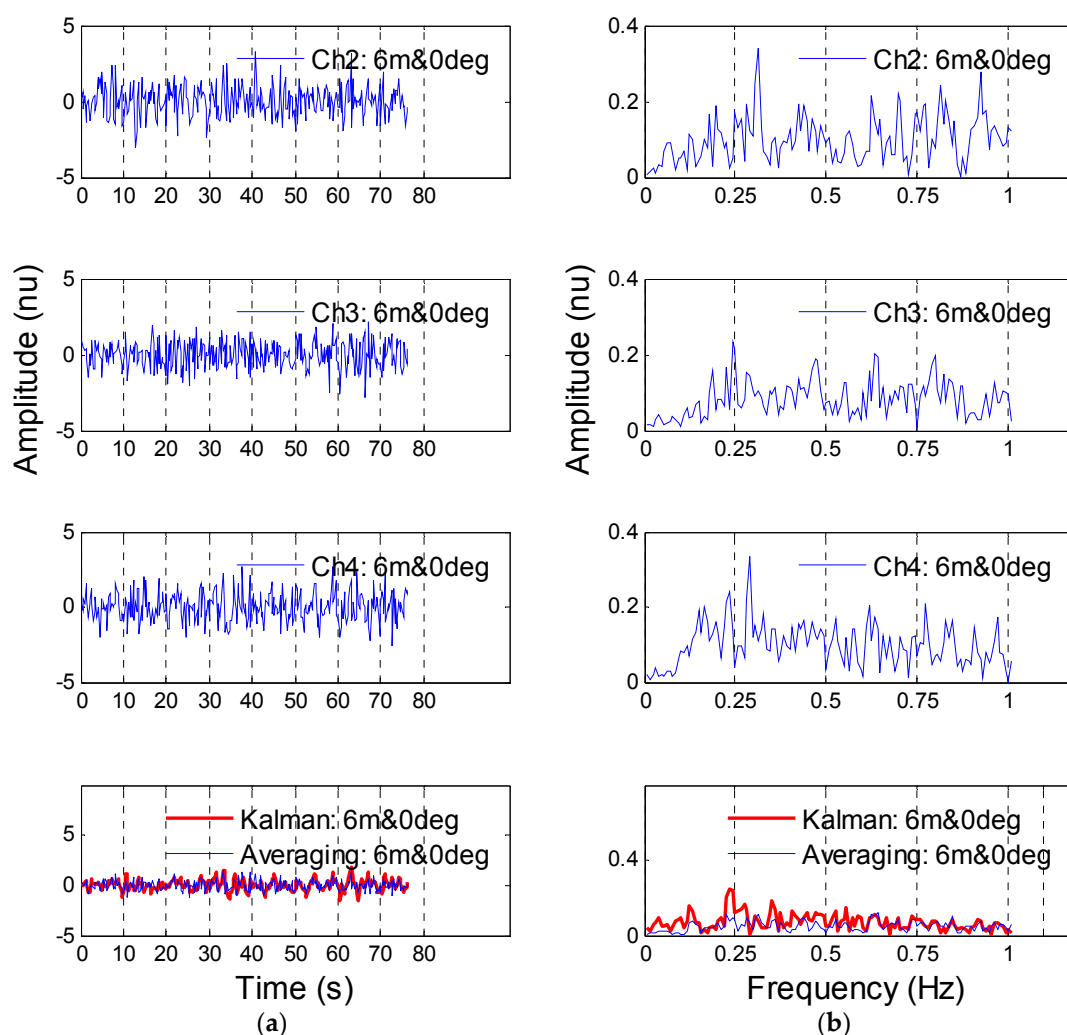 5
Ch2: 6m&0deg
0
-5
0 10 20 30 40 50 60 70 80
5
Ch3: 6m&0deg
0
-5
0 10 20 30 40 50 60 70 80
Amplitude (nu)
5
Ch4: 6m&0deg
0
-5
0 10 20 30 40 50 60 70 80
5
Kalman: 6m&0deg
Averaging: 6m&0deg
0
-5
0 10 20 30 40 50 60 70 80
Time (s)
(a)
0.4
Ch2: 6m&0deg
0.2
0
0 0.25 0.5 0.75 1
0.4
Ch3: 6m&0deg
0.2
0
0 0.25 0.5 0.75 1
Amplitude (nu)
0.4
Ch4: 6m&0deg
0.2
0
0 0.25 0.5 0.75 1
Kalman: 6m&0deg
0.4
Averaging: 6m&0deg
0
0 0.25 0.5 0.75 1
Frequency (Hz)
(b)